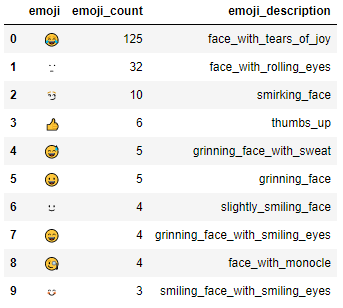 emoji emoji_count emoji_description
0 😂 125 face_with_tears_of_joy
1 🙄 32 face_with_rolling_eyes
2 😏 10 smirking_face
3 👍 6 thumbs_up
4 😅 5 grinning_face_with_sweat
5 😀 5 grinning_face
6 🙂 4 slightly_smiling_face
7 😄 4 grinning_face_with_smiling_eyes
8 🧐 4 face_with_monocle
9 😊 3 smiling_face_with_smiling_eyes